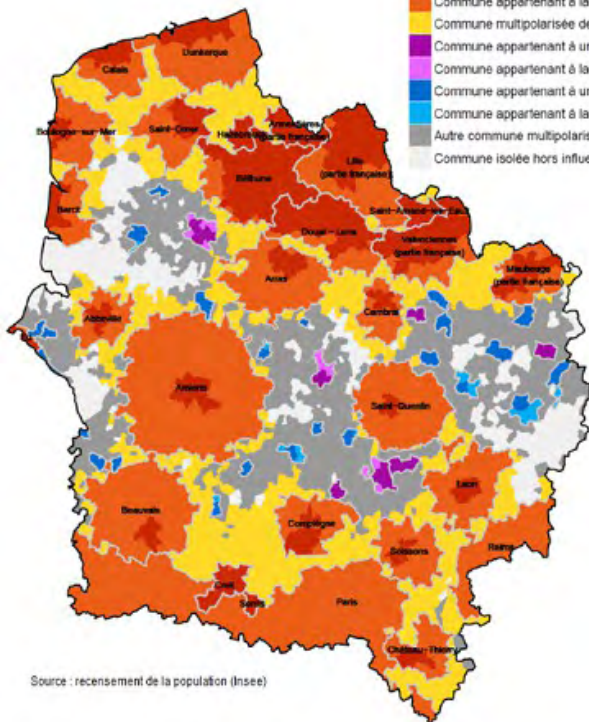 Commune appartenant à la
Commune multipolarisée de
Commune appartenant à un
Commune appartenant à la
Commune appartenant à un
Commune appartenant à la
Autre commune multipolaris
Commune isolée hors influe
Dunkerque
Calais
Boulogne-sur-Mer
Saint-Omer
Hazebrouck
Armentières
(partie française)
Lille
(partie française)
Béthune
Berck
Saint-Amand-les-Eaux
Douai-Lens
Valenciennes
(partie française)
Maubeuge
(partie française)
Arras
Cambrai
Abbeville
Amiens
Saint-Quentin
Laon
Beauvais
Compiègne
Soissons
Reims
Creil
Senlis
Paris
Château-Thierry
Source : recensement de la population (Insee)